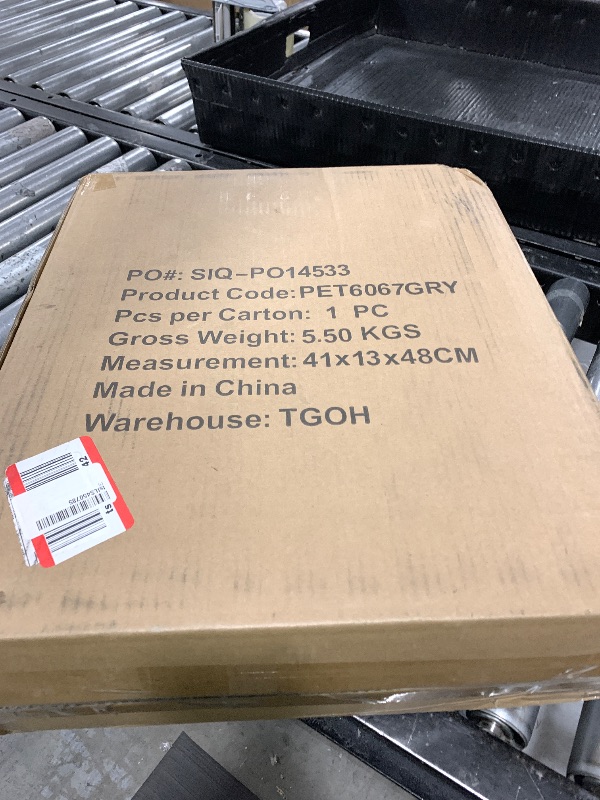 PO#: SIQ-PO14533
Product Code:PET6067GRY
Pcs per Carton: 1 PC
Gross Weight: 5.50 KGS
Measurement: 41x13x48CM
Made in China
Warehouse: TGOH
42